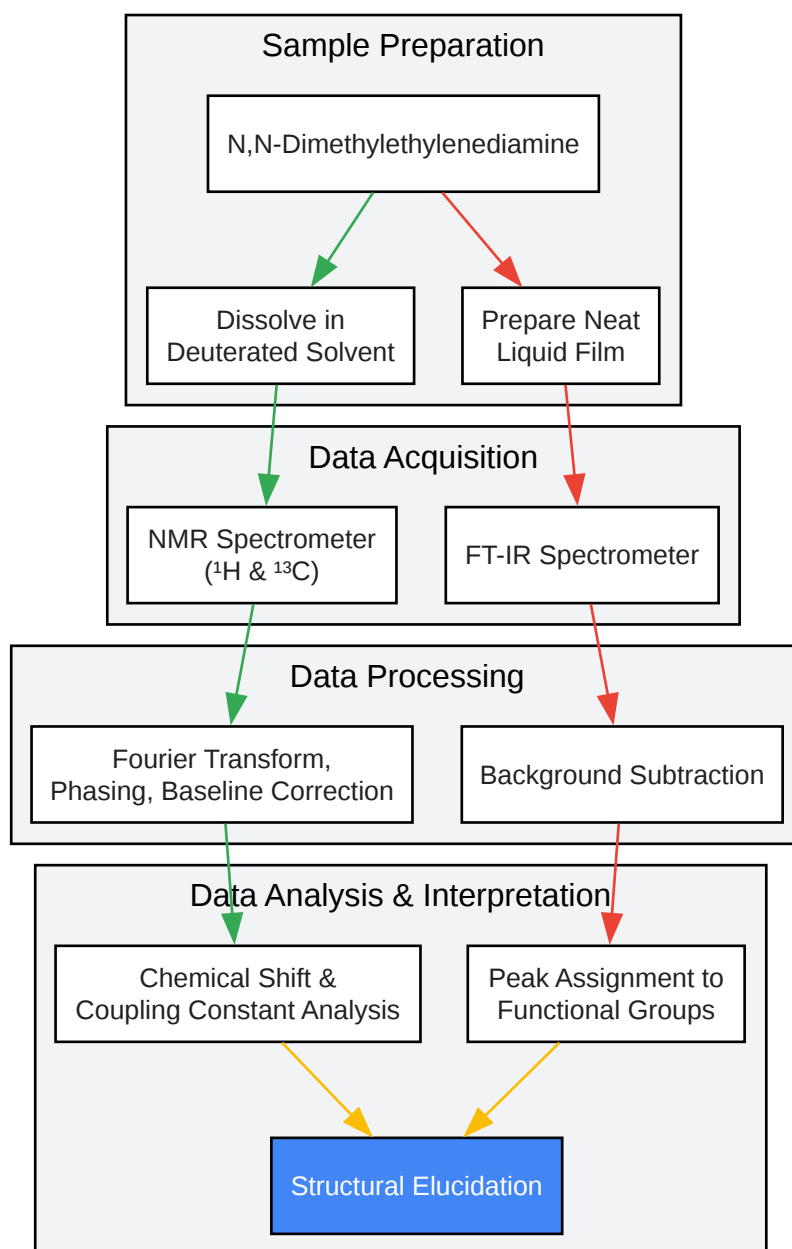 Sample Preparation
N,N-Dimethylethylenediamine
Dissolve in
Deuterated Solvent
Prepare Neat
Liquid Film
Data Acquisition
NMR Spectrometer
(¹H & ¹³C)
FT-IR Spectrometer
Data Processing
Fourier Transform,
Phasing, Baseline Correction
Background Subtraction
Data Analysis & Interpretation
Chemical Shift &
Coupling Constant Analysis
Peak Assignment to
Functional Groups
Structural Elucidation